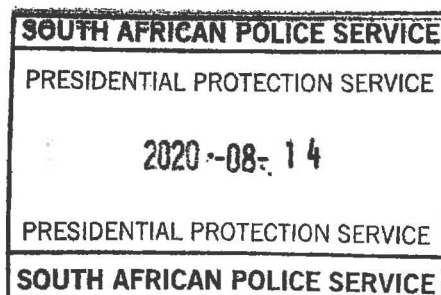 SOUTH AFRICAN POLICE SERVICE
PRESIDENTIAL PROTECTION SERVICE
2020 -08- 14
PRESIDENTIAL PROTECTION SERVICE
SOUTH AFRICAN POLICE SERVICE